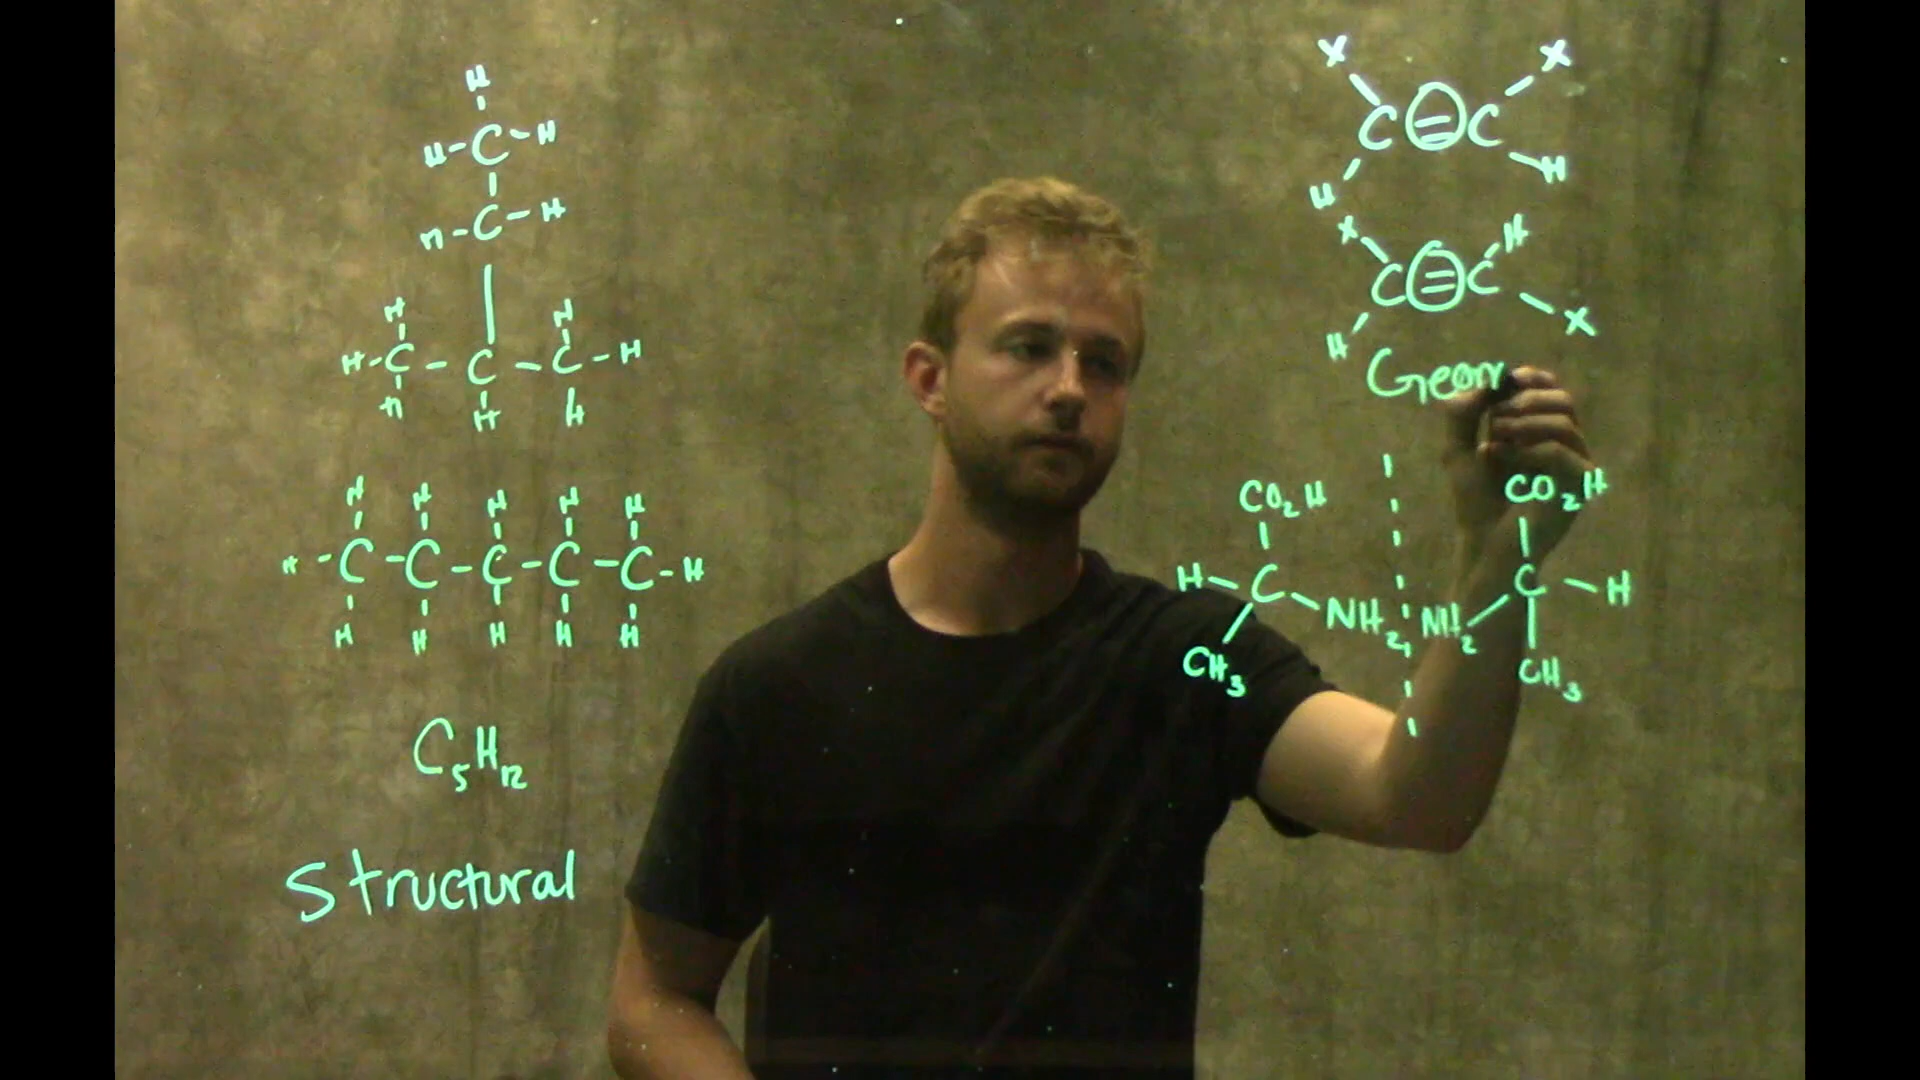 H
H-C-H
H-C-H
H H
H-C-C-C-H
H H H
H H H H H
H-C-C-C-C-C-H
H H H H H
C5H12
Structural
X X
C=C
H H
X H
C=C
H X
Geom
CO2H
H-C-NH2
CH3
CO2H
NH2-C-H
CH3